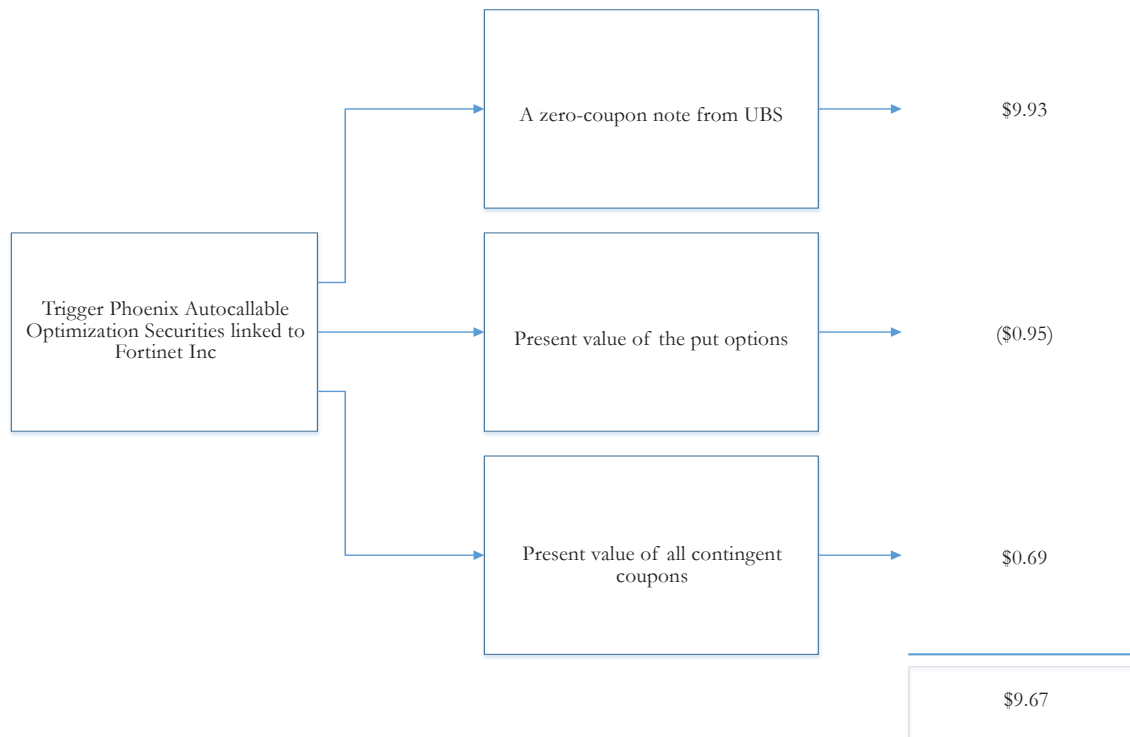 A zero-coupon note from UBS
$9.93
Trigger Phoenix Autocallable
Optimization Securities linked to
Fortinet Inc
Present value of the put options
($0.95)
Present value of all contingent
coupons
$0.69
$9.67